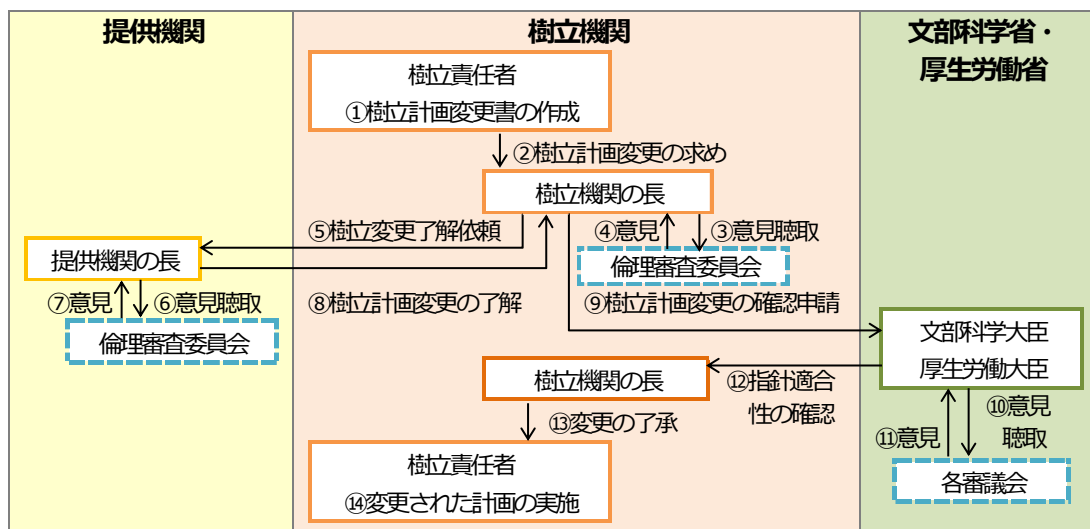 提供機関
樹立機関
文部科学省・
厚生労働省
樹立責任者
①樹立計画変更書の作成
②樹立計画変更の求め
樹立機関の長
⑤樹立変更了解依頼
④意見
③意見聴取
提供機関の長
倫理審査委員会
⑦意見
⑥意見聴取
⑧樹立計画変更の了解
⑨樹立計画変更の確認申請
倫理審査委員会
文部科学大臣
厚生労働大臣
樹立機関の長
⑫指針適合
性の確認
⑬変更の了承
⑩意見
聴取
⑪意見
樹立責任者
⑭変更された計画の実施
各審議会